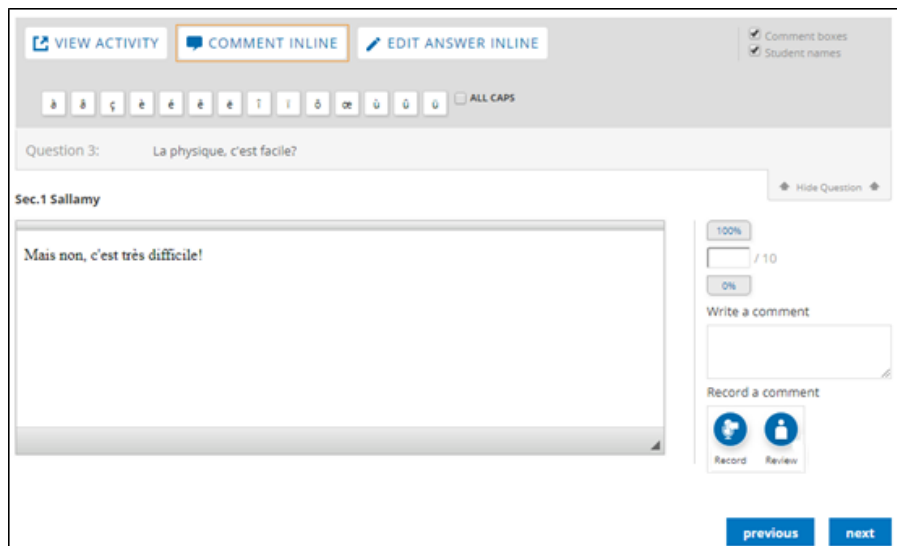 VIEW ACTIVITY COMMENT INLINE EDIT ANSWER INLINE
Comment boxes
Student names
à â ç è é ê ë î ï ô œ ù û ü ALL CAPS
Question 3: La physique, c'est facile?
Hide Question
Sec.1 Sallamy
Mais non, c'est très difficile!
100%
/ 10
0%
Write a comment
Record a comment
Record Review
previous next